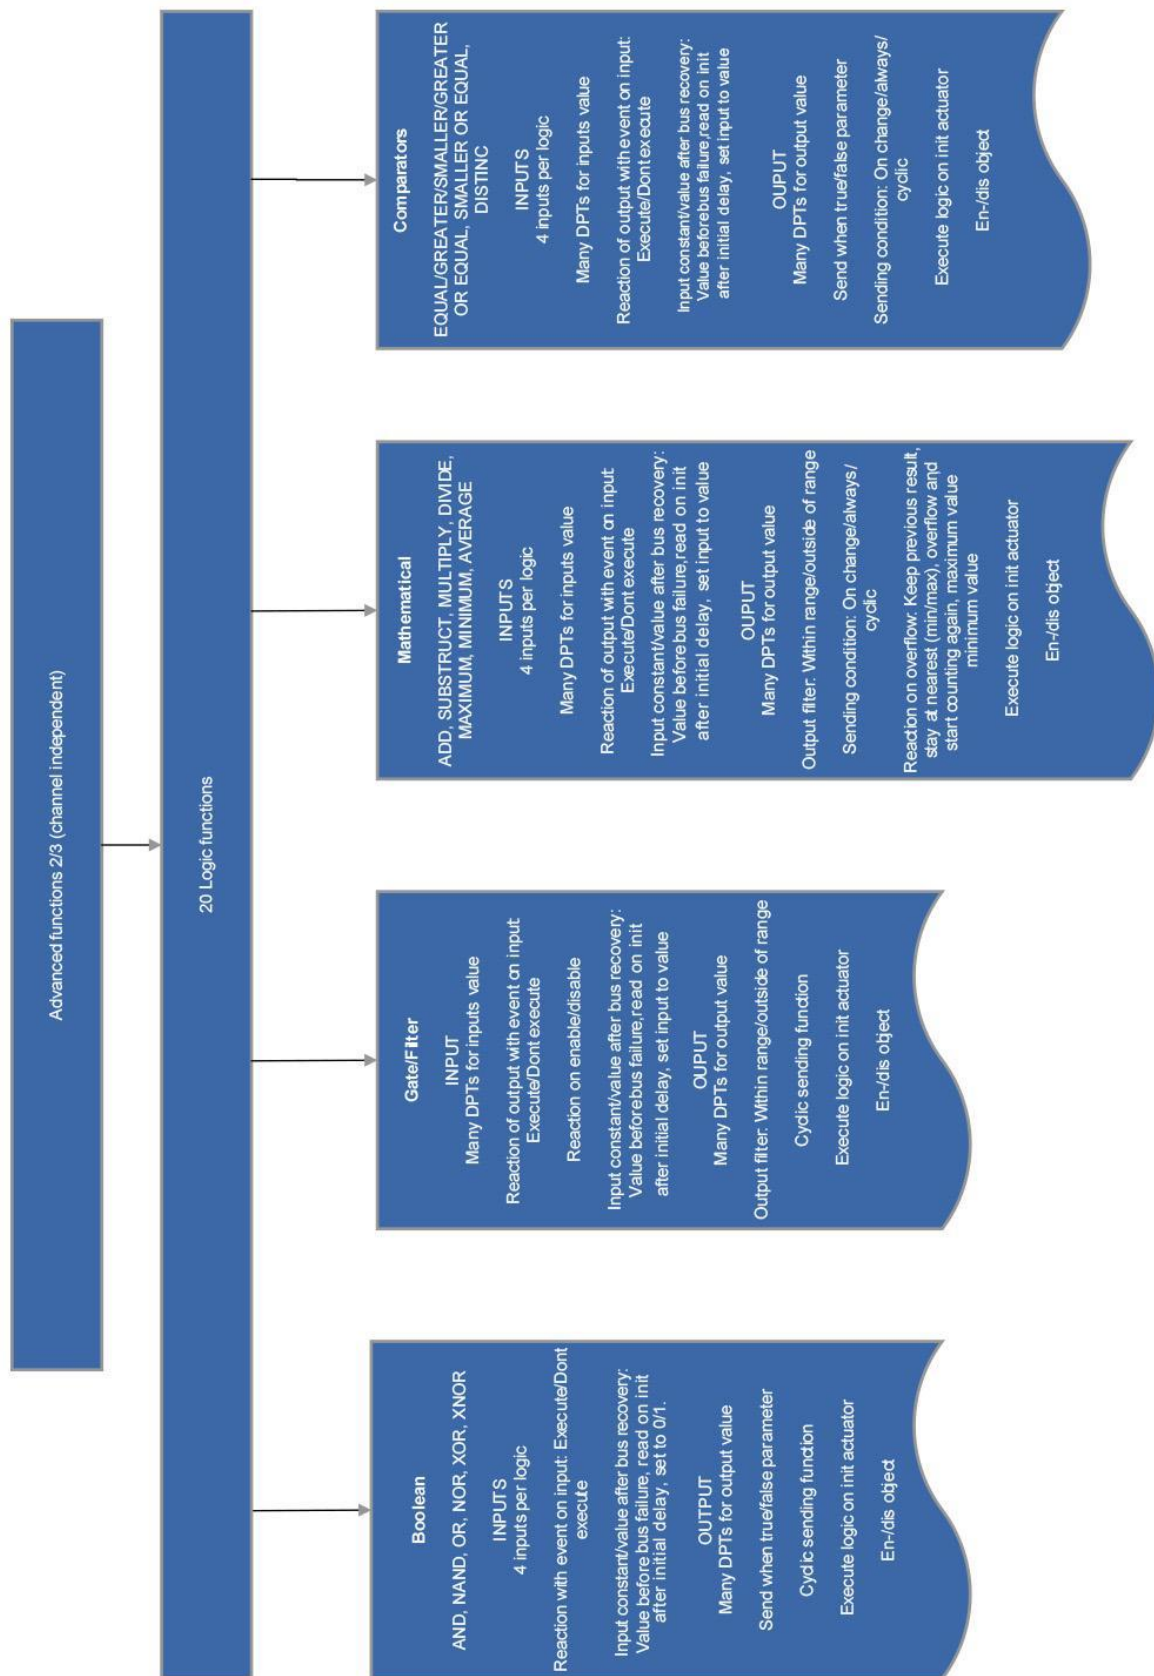 Advanced functions 2/3 (channel independent)
20 Logic functions
Boolean
AND, NAND, OR, NOR, XOR, XNOR
INPUTS
4 inputs per logic
Reaction with event on input: Execute/Dont
execute
Input constant/value after bus recovery:
Value before bus failure, read on init
after initial delay, set to 0/1.
OUTPUT
Many DPTs for output value
Send when true/false parameter
Cyclic sending function
Execute logic on init actuator
En-/dis object
Gate/Filter
INPUT
Many DPTs for inputs value
Reaction of output with event on input:
Execute/Dont execute
Reaction on enable/disable
Input constant/value after bus recovery:
Value before bus failure,read on init
after initial delay, set input to value
OUPUT
Many DPTs for output value
Output filter: Within range/outside of range
Cyclic sending function
Execute logic on init actuator
En-/dis object
Mathematical
ADD, SUBSTRUCT, MULTIPLY, DIVIDE,
MAXIMUM, MINIMUM, AVERAGE
INPUTS
4 inputs per logic
Many DPTs for inputs value
Reaction of output with event on input:
Execute/Dont execute
Input constant/value after bus recovery:
Value before bus failure,read on init
after initial delay, set input to value
OUPUT
Many DPTs for output value
Output filter: Within range/outside of range
Sending condition: On change/always/
cyclic
Reaction on overflow: Keep previous result,
stay at nearest (min/max), overflow and
start counting again, maximum value
minimum value
Execute logic on init actuator
En-/dis object
Comparators
EQUAL/GREATER/SMALLER/GREATER
OR EQUAL, SMALLER OR EQUAL,
DISTINC
INPUTS
4 inputs per logic
Many DPTs for inputs value
Reaction of output with event on input:
Execute/Dont execute
Input constant/value after bus recovery:
Value before bus failure,read on init
after initial delay, set input to value
OUPUT
Many DPTs for output value
Send when true/false parameter
Sending condition: On change/always/
cyclic
Execute logic on init actuator
En-/dis object